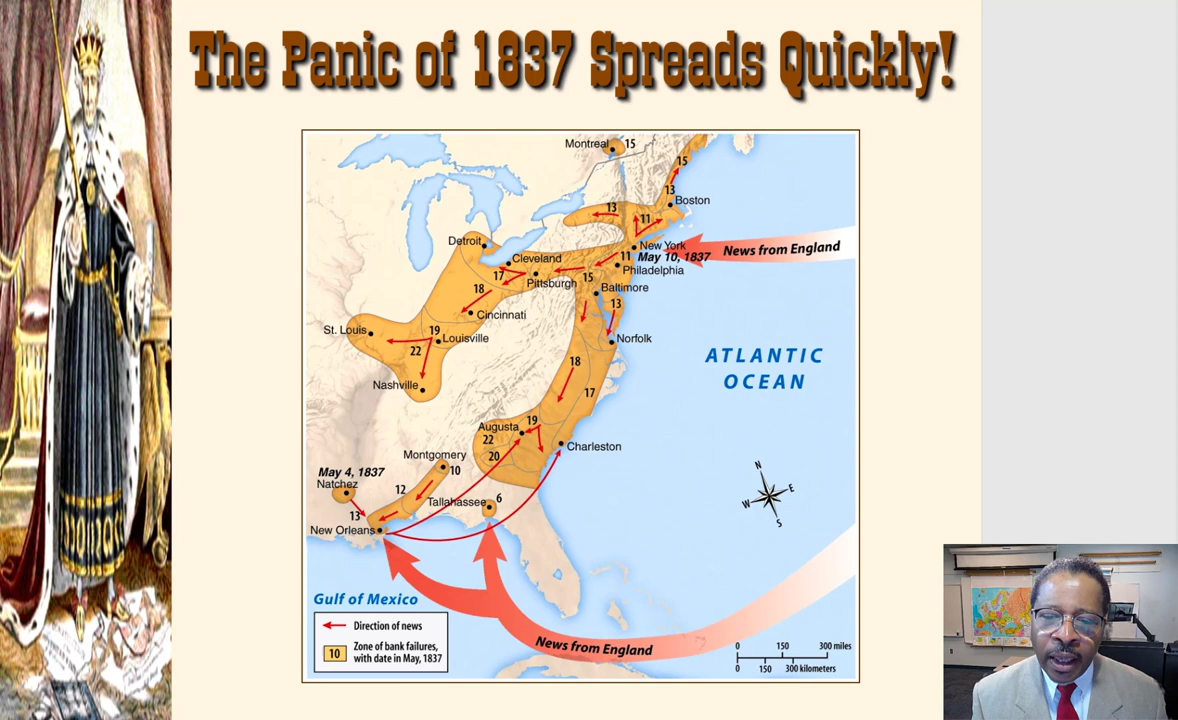 The Panic of 1837 Spreads Quickly!
Montreal
15
15
13
Boston
13
11
Detroit
New York
May 10, 1837
News from England
Cleveland
11
Philadelphia
17
Pittsburgh
15
Baltimore
18
13
Cincinnati
St. Louis
19
Louisville
Norfolk
22
ATLANTIC
OCEAN
18
Nashville
17
Augusta
19
22
Charleston
20
Montgomery
10
May 4, 1837
Natchez
12
Tallahassee
6
13
New Orleans
N
W
E
S
Gulf of Mexico
Direction of news
10
Zone of bank failures,
with date in May, 1837
News from England
0 150 300 miles
0 150 300 kilometers